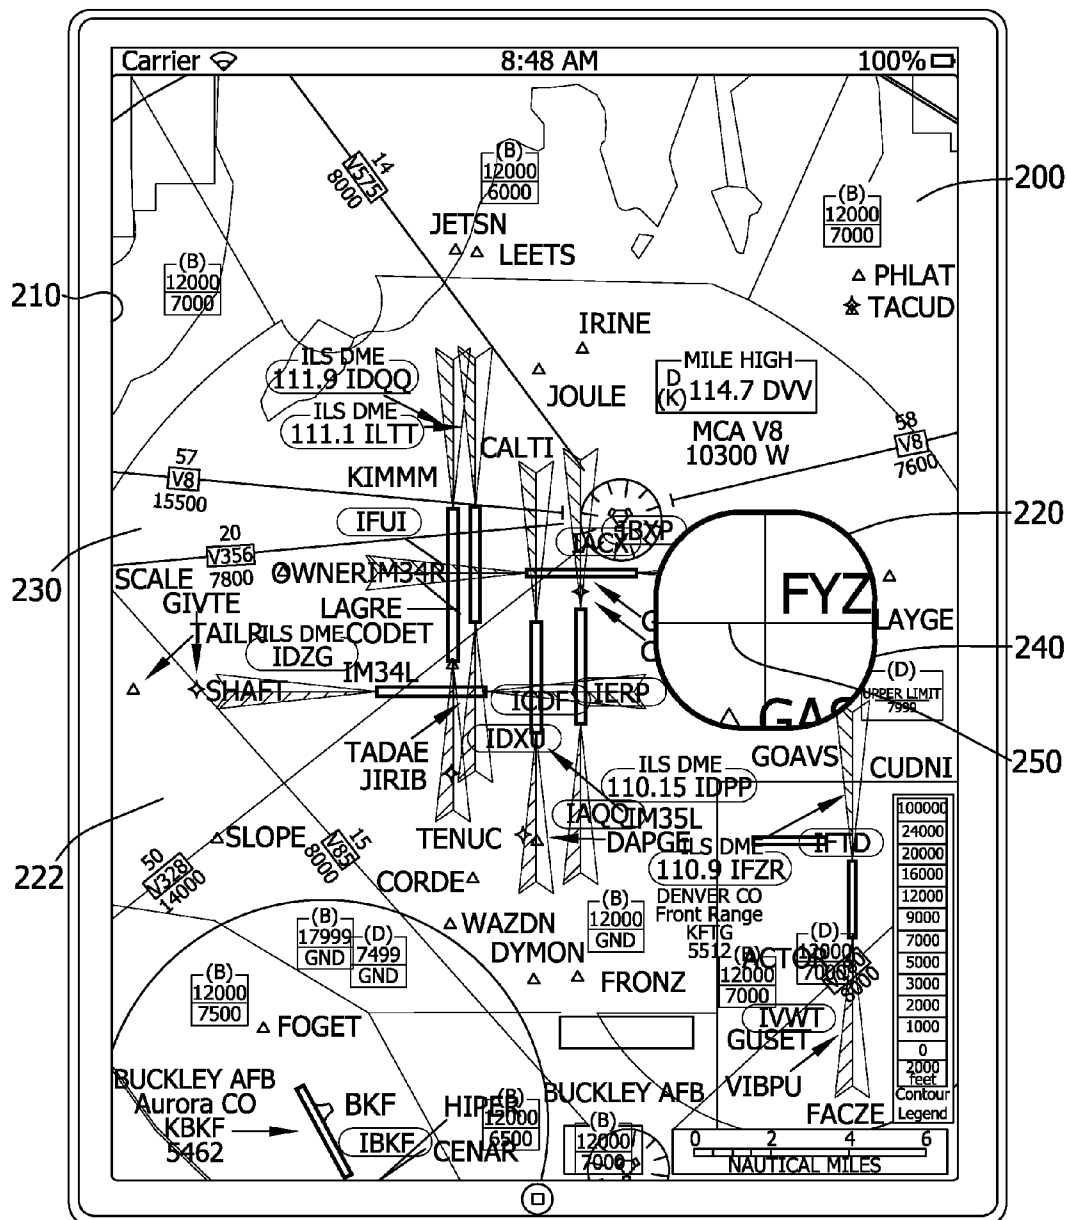 Carrier 8:48 AM 100%
14
V575
8000
(B)
12000
6000
200
(B)
12000
7000
JETSN
LEETS
(B)
12000
7000
PHLAT
TACUD
210
IRINE
ILS DME
111.9 IDQQ
MILE HIGH
D
(K)
114.7 DVV
JOULE
ILS DME
111.1 ILTT
MCA V8
10300 W
58
V8
7600
CALTI
57
V8
15500
KIMMM
IFUI
IBXP
IACX
220
20
V356
7800
230
SCALE
OWNER
IM34R
GIVTE
LAGRE
FYZ
LAYGE
G
TAILR
ILS DME
IDZG
CODET
C
240
(D)
UPPER LIMIT
7999
IM34L
SHAFT
ICDF
IERP
GAS
IDXU
TADAE
JIRIB
GOAVS
CUDNI
250
ILS DME
110.15 IDPP
IAQQ
IM35L
100000
24000
20000
16000
12000
9000
7000
5000
3000
2000
1000
0
2000
feet
Contour
Legend
SLOPE
15
V85
8000
TENUC
DAPGE
IFTD
ILS DME
110.9 IFZR
50
V328
14000
222
CORDE
DENVER CO
Front Range
KFTG
5512
(B)
12000
GND
WAZDN
(B)
17999
GND
(D)
7499
GND
DYMON
FRONZ
ACTOR
(B)
12000
7000
(D)
12000
8000
(B)
12000
7500
FOGET
IVWT
GUSET
VIBPU
FACZE
BUCKLEY AFB
Aurora CO
KBKF
5462
BKF
IBKF
HIPER
CENAR
(B)
12000
6500
BUCKLEY AFB
(B)
12000
7000
0 2 4 6
NAUTICAL MILES